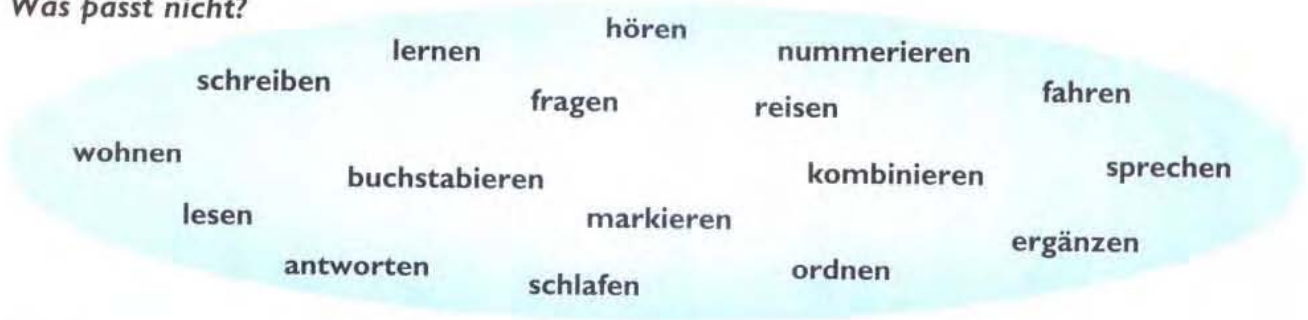 Was passt nicht?
hören
lernen
nummerieren
schreiben
fahren
fragen
reisen
wohnen
buchstabieren
kombinieren
sprechen
lesen
markieren
ergänzen
antworten
schlafen
ordnen